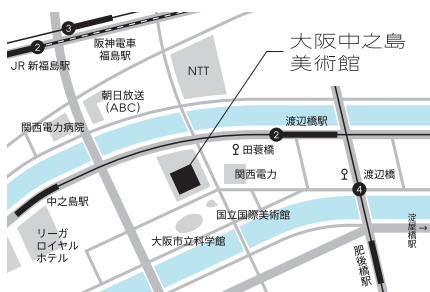 3
阪神電車
福島駅
2
JR 新福島駅
大阪中之島
美術館
NTT
朝日放送
(ABC)
関西電力病院
渡辺橋駅
2
田蓑橋
関西電力
渡辺橋
4
中之島駅
国立国際美術館
大阪市立科学館
リーガ
ロイヤル
ホテル
淀屋橋駅→
肥後橋駅